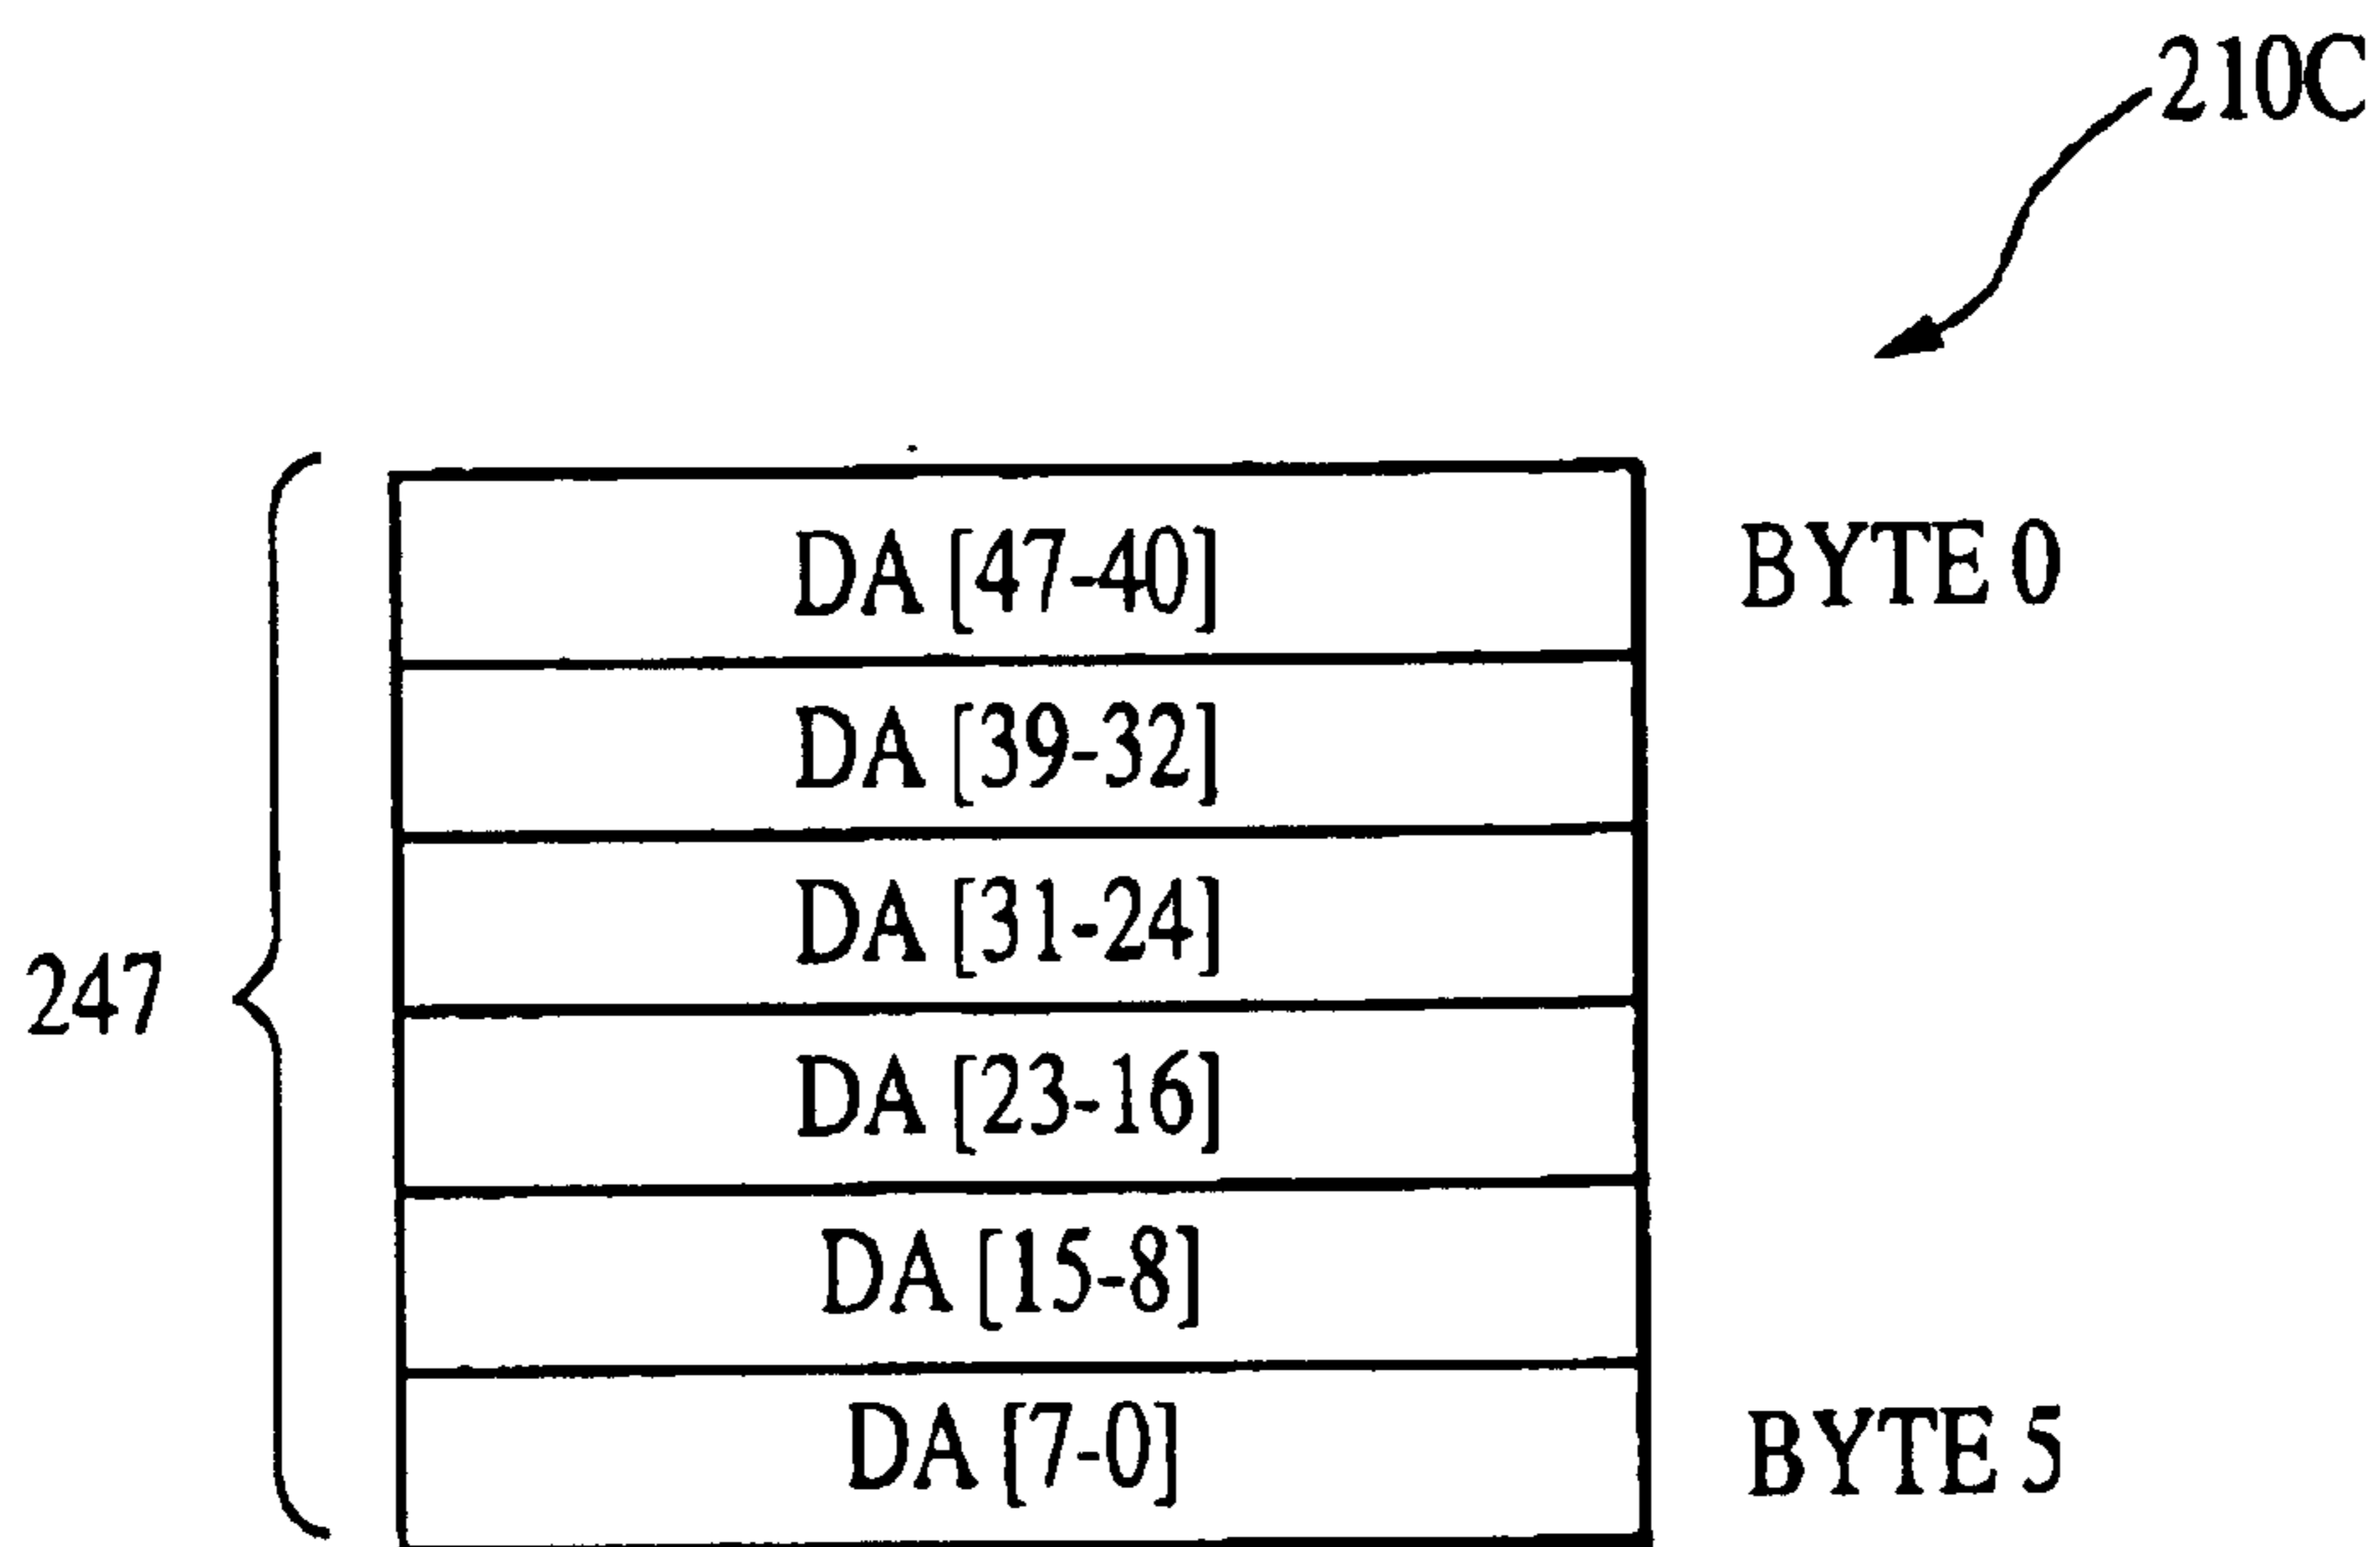 210C
DA [47-40] BYTE 0
DA [39-32]
DA [31-24]
247
DA [23-16]
DA [15-8]
DA [7-0] BYTE 5